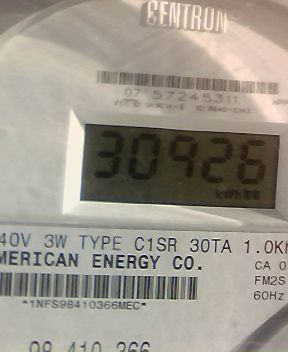 CENTRON
07 57245311
30926
kWh
40V 3W TYPE C1SR 30TA 1.0K
MERICAN ENERGY CO.
CA 0
FM2S
60Hz
*1NFS98410366MEC*
98 410 366